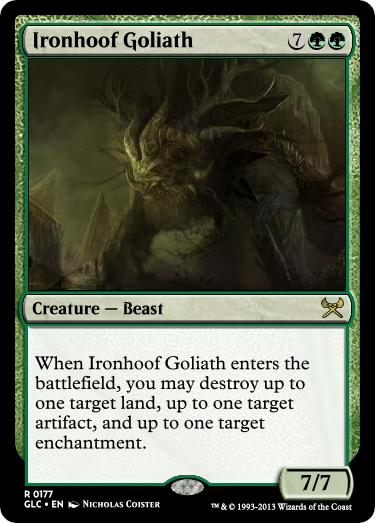 Ironhoof Goliath 7
Creature — Beast
When Ironhoof Goliath enters the
battlefield, you may destroy up to
one target land, up to one target
artifact, and up to one target
enchantment.
7/7
R 0177
GLC • EN Nicholas Coister
™ & © 1993-2013 Wizards of the Coast